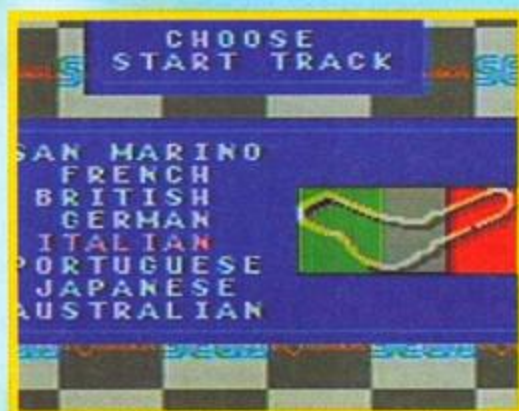 CHOOSE
START TRACK
SAN MARINO
FRENCH
BRITISH
GERMAN
ITALIAN
PORTUGUESE
JAPANESE
AUSTRALIAN